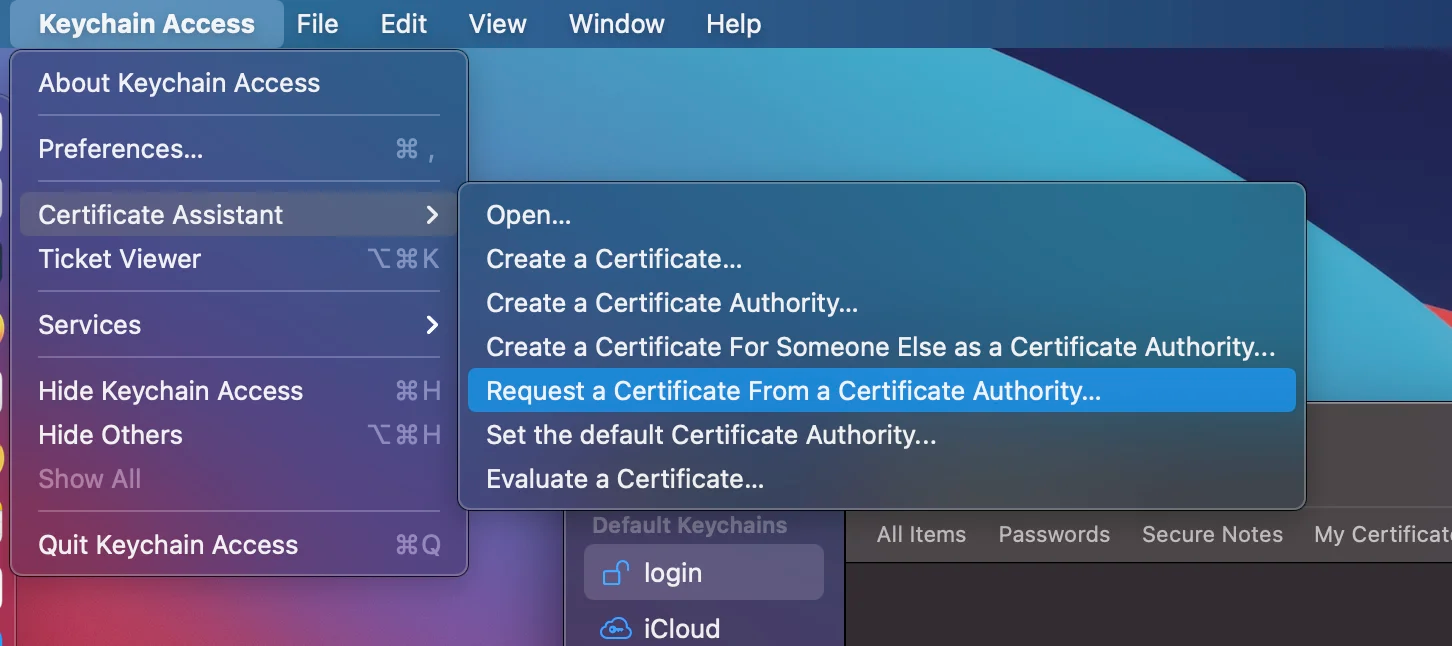 Keychain Access File Edit View Window Help
About Keychain Access
Preferences... ⌘ ,
Certificate Assistant
Ticket Viewer ⌥⌘K
Services
Hide Keychain Access ⌘H
Hide Others ⌥⌘H
Show All
Quit Keychain Access ⌘Q
Open...
Create a Certificate...
Create a Certificate Authority...
Create a Certificate For Someone Else as a Certificate Authority...
Request a Certificate From a Certificate Authority...
Set the default Certificate Authority...
Evaluate a Certificate...
Default Keychains
login
iCloud
All Items Passwords Secure Notes My